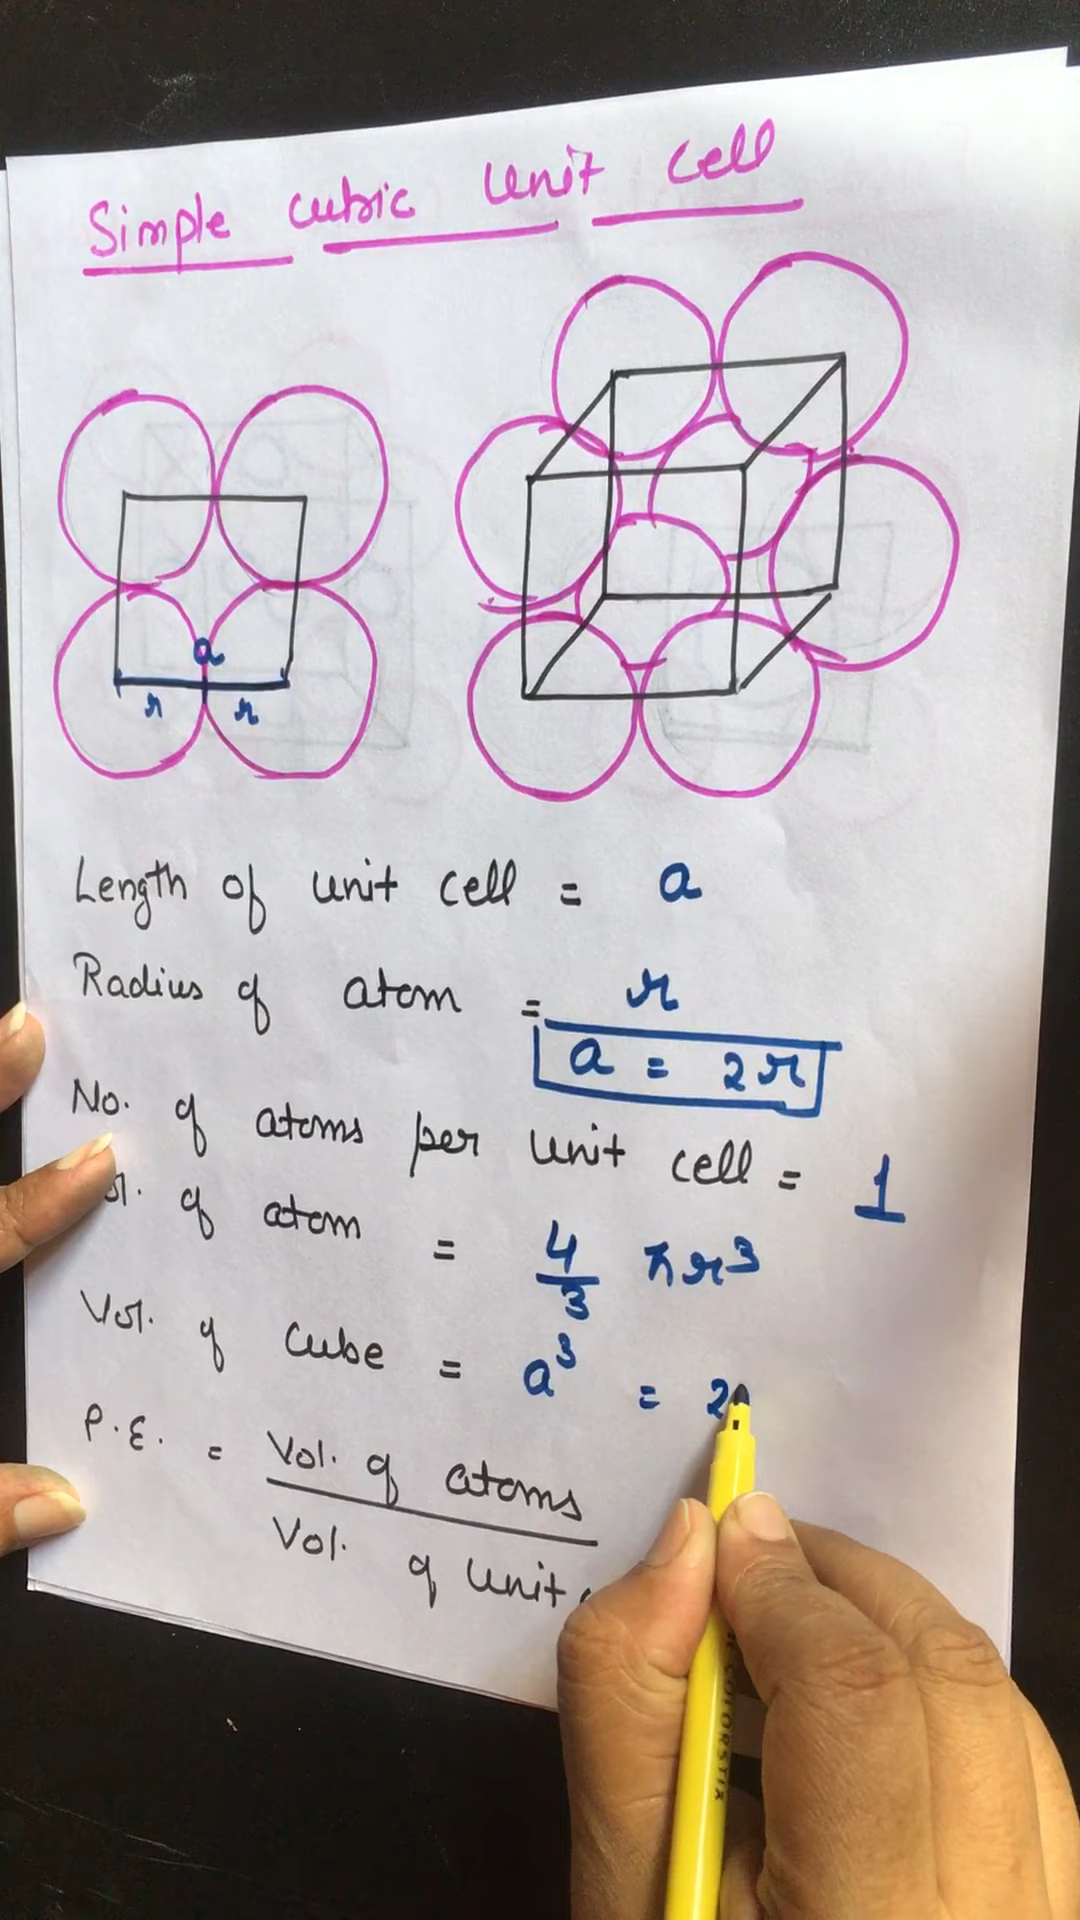 Simple cubic unit cell
a
r r
Length of unit cell = a
Radius of atom = r
a = 2r
No. of atoms per unit cell = 1
of atom = 4/3 πr³
Vol. of cube = a³ = 2
P.E. = Vol. of atoms
Vol. of unit